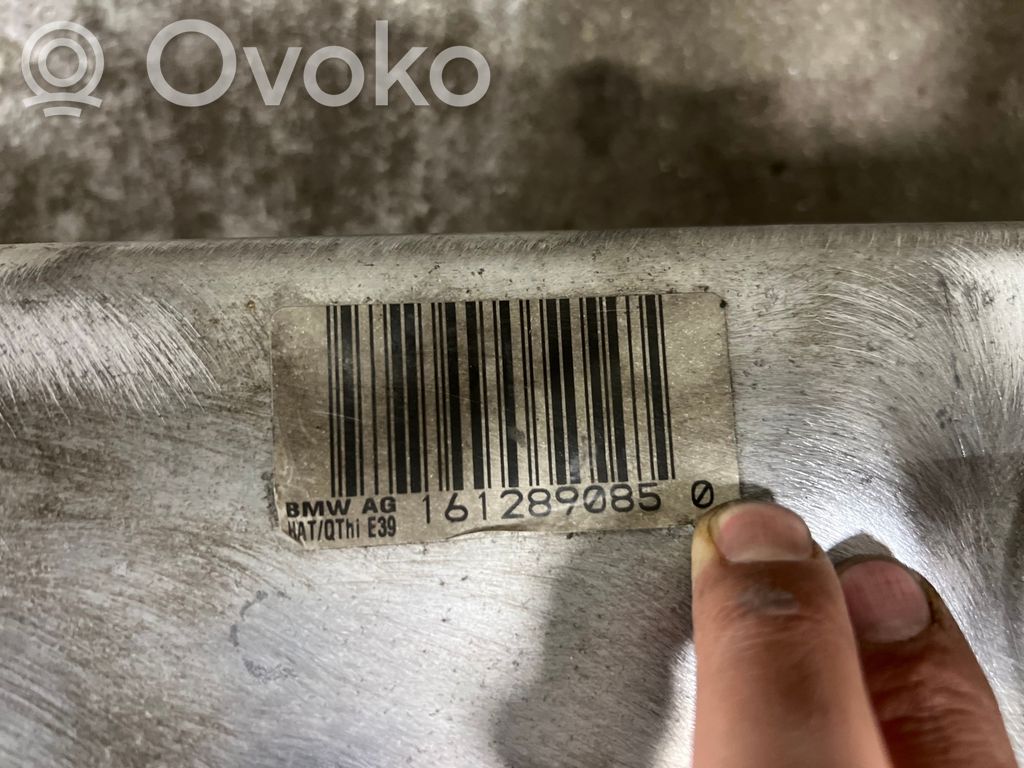 Ovoko
BMW AG 161289085 0
HAT/QThi E39